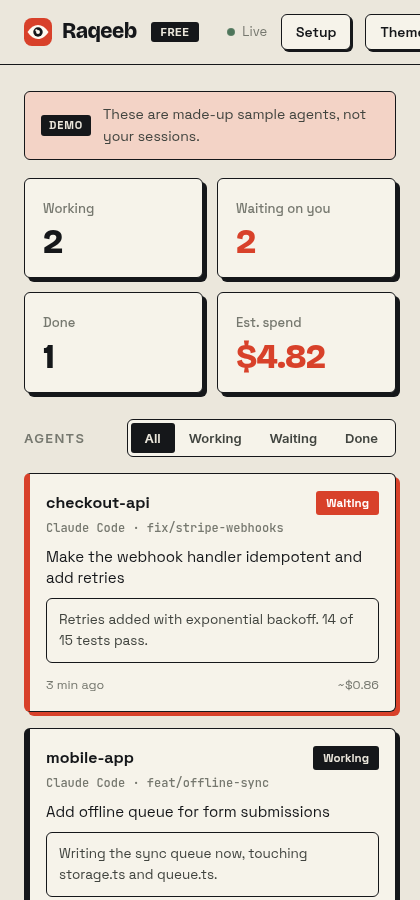 Raqeeb FREE Live Setup Theme
DEMO
These are made-up sample agents, not
your sessions.
Working
2
Waiting on you
2
Done
1
Est. spend
$4.82
AGENTS All Working Waiting Done
checkout-api Waiting
Claude Code · fix/stripe-webhooks
Make the webhook handler idempotent and
add retries
Retries added with exponential backoff. 14 of
15 tests pass.
3 min ago ~$0.86
mobile-app Working
Claude Code · feat/offline-sync
Add offline queue for form submissions
Writing the sync queue now, touching
storage.ts and queue.ts.